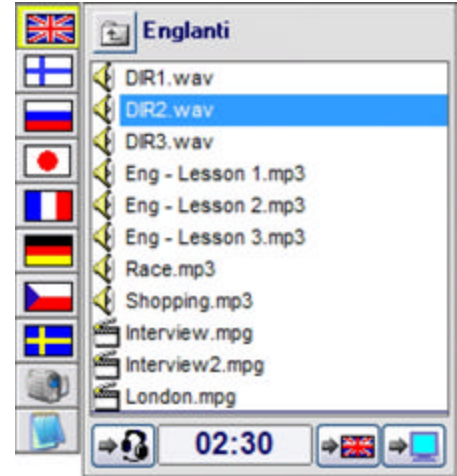 Englanti
DIR1.wav
DIR2.wav
DIR3.wav
Eng - Lesson 1.mp3
Eng - Lesson 2.mp3
Eng - Lesson 3.mp3
Race.mp3
Shopping.mp3
Interview.mpg
Interview2.mpg
London.mpg
02:30